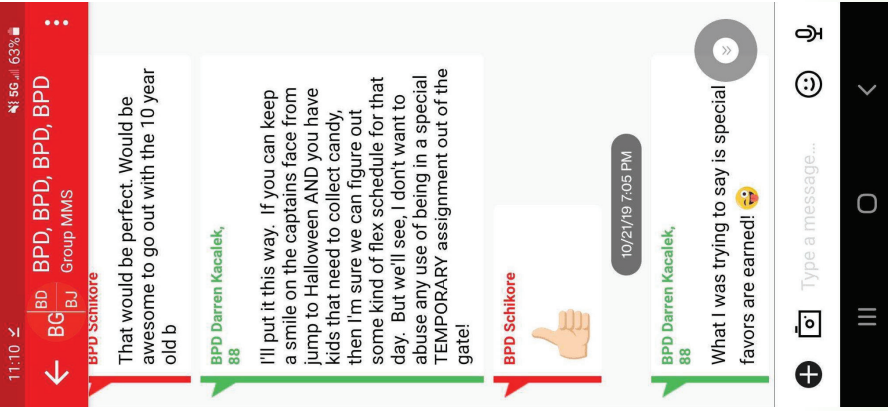 11:10
5G 63%
BG BD BJ
BPD, BPD, BPD, BPD
Group MMS
BPD Schikore
That would be perfect. Would be
awesome to go out with the 10 year
old b
BPD Darren Kacalek,
88
I'll put it this way.  If you can keep
a smile on the captains face from
jump to Halloween AND you have
kids that need to collect candy,
then I'm sure we can figure out
some kind of flex schedule for that
day.  But we'll see, I don't want to
abuse any use of being in a special
TEMPORARY assignment out of the
gate!
BPD Schikore
10/21/19 7:05 PM
BPD Darren Kacalek,
88
What I was trying to say is special
favors are earned! 😜
Type a message...